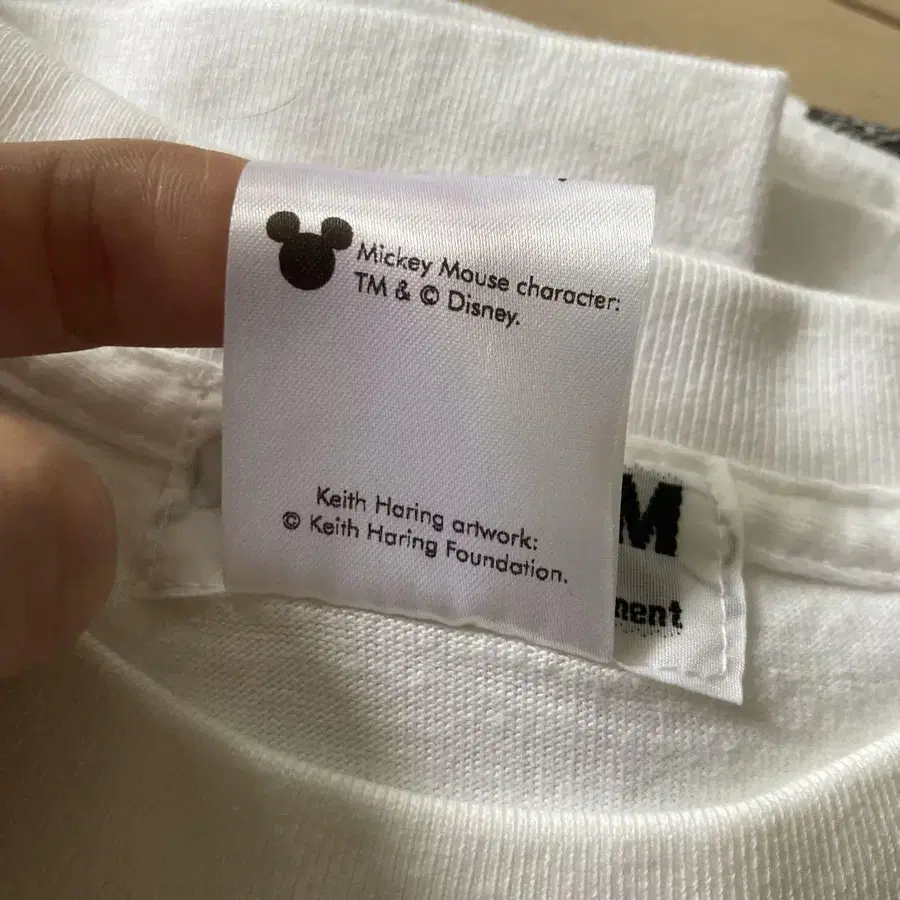 Mickey Mouse character:
TM & © Disney.
Keith Haring artwork:
© Keith Haring Foundation.
M